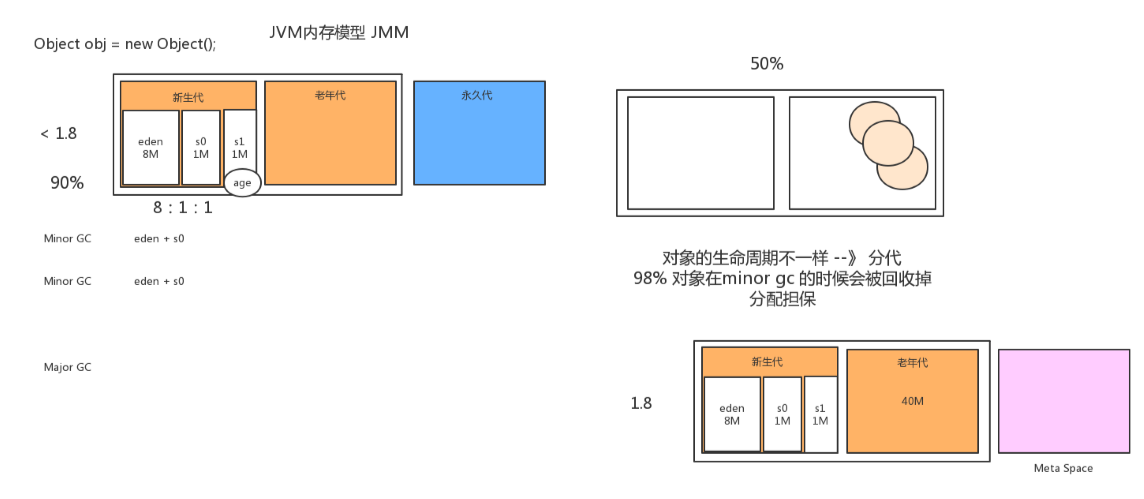 JVM内存模型 JMM
Object obj = new Object();
新生代
老年代
永久代
eden
8M
s0
1M
s1
1M
< 1.8
90%
age
8 : 1 : 1
Minor GC
eden + s0
Minor GC
eden + s0
Major GC
50%
对象的生命周期不一样 --》 分代
98% 对象在minor gc 的时候会被回收掉
分配担保
1.8
新生代
老年代
eden
8M
s0
1M
s1
1M
40M
Meta Space